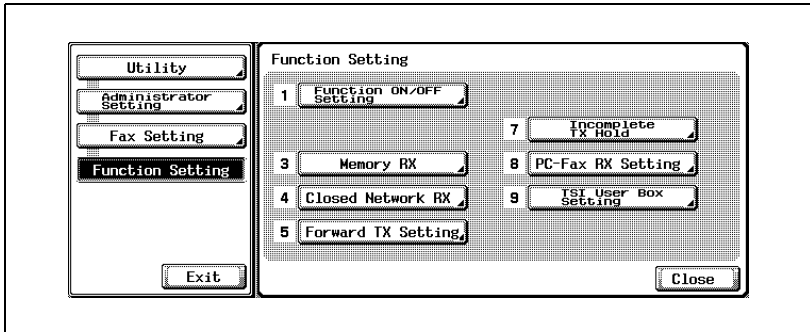 Utility
Administrator
Setting
Fax Setting
Function Setting
Exit
Function Setting
1 Function ON/OFF
Setting
3 Memory RX
4 Closed Network RX
5 Forward TX Setting
7 Incomplete
TX Hold
8 PC-Fax RX Setting
9 TSI User Box
Setting
Close